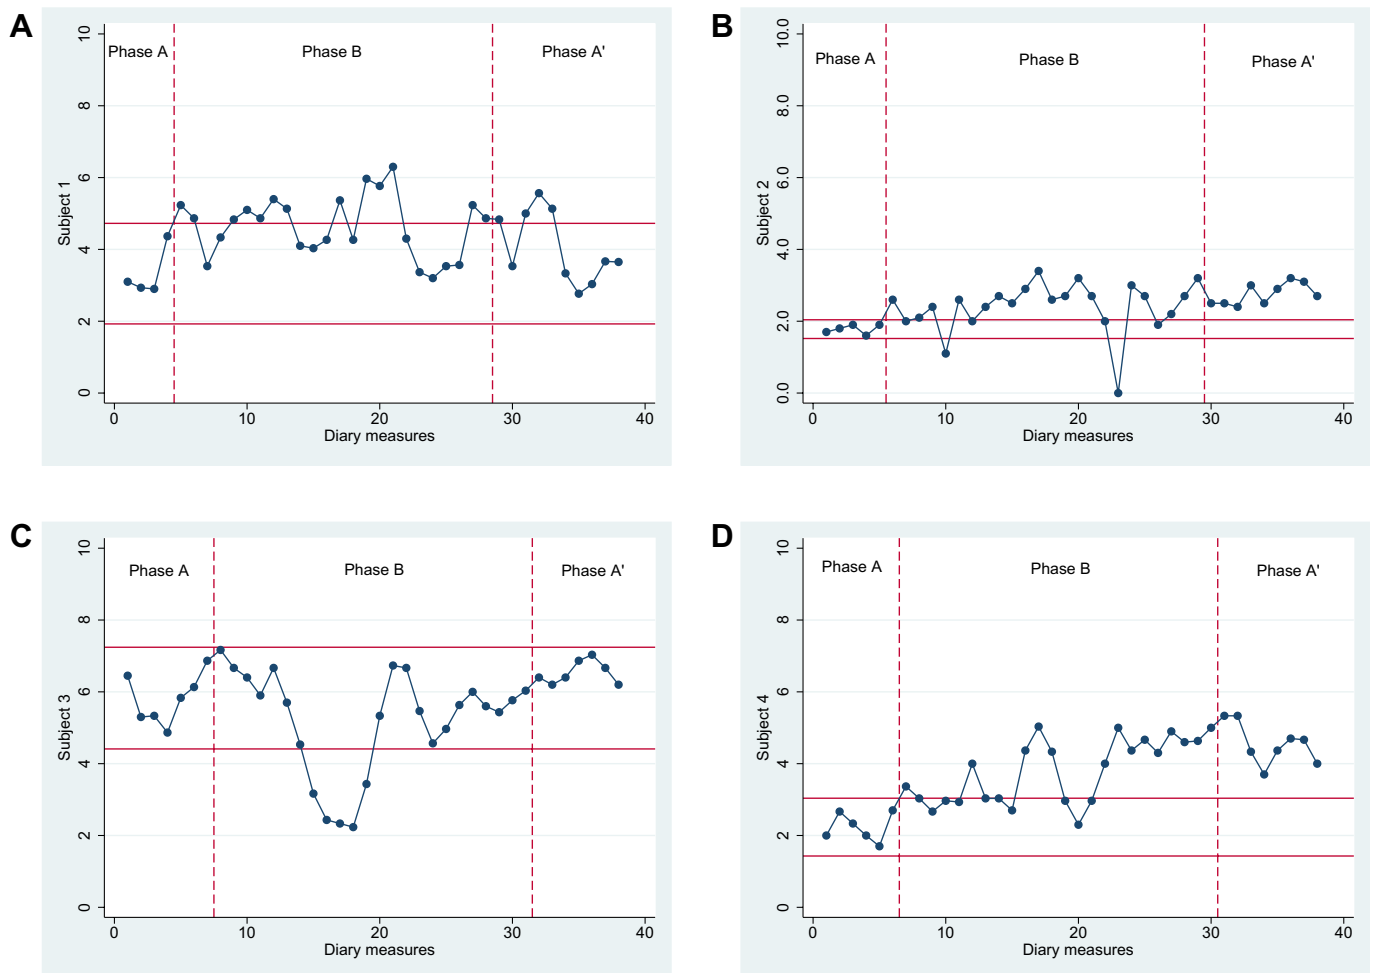 A
Phase A Phase B Phase A'
10
8
6
4
2
0
Subject 1
0 10 20 30 40
Diary measures
B
Phase A Phase B Phase A'
10.0
8.0
6.0
4.0
2.0
0.0
Subject 2
0 10 20 30 40
Diary measures
C
Phase A Phase B Phase A'
10
8
6
4
2
0
Subject 3
0 10 20 30 40
Diary measures
D
Phase A Phase B Phase A'
10
8
6
4
2
0
Subject 4
0 10 20 30 40
Diary measures